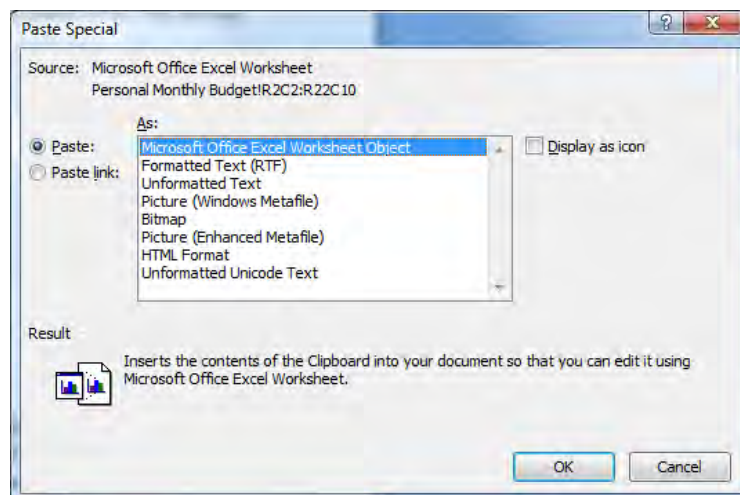 Paste Special
Source: Microsoft Office Excel Worksheet
Personal Monthly Budget!R2C2:R22C10
As:
Paste:
Paste link:
Microsoft Office Excel Worksheet Object
Formatted Text (RTF)
Unformatted Text
Picture (Windows Metafile)
Bitmap
Picture (Enhanced Metafile)
HTML Format
Unformatted Unicode Text
Display as icon
Result
Inserts the contents of the Clipboard into your document so that you can edit it using
Microsoft Office Excel Worksheet.
OK
Cancel